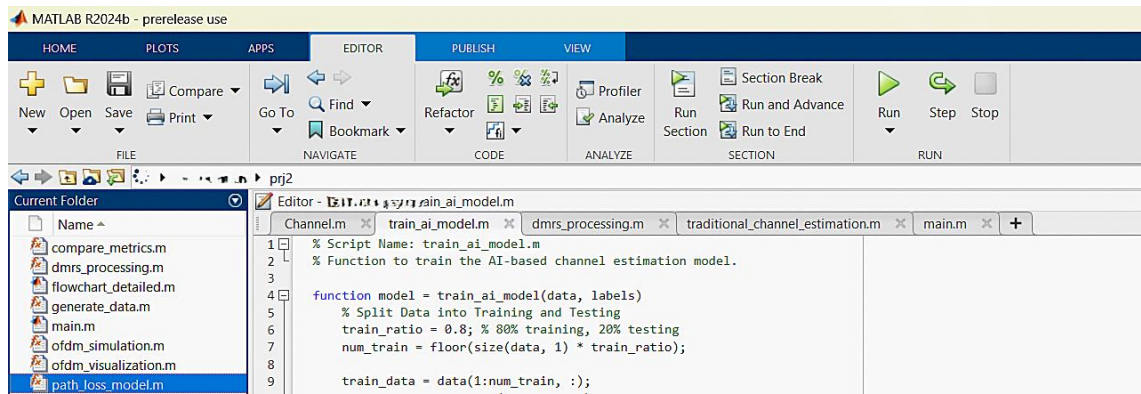 MATLAB R2024b - prerelease use
HOME PLOTS APPS EDITOR PUBLISH VIEW
New Open Save Compare Print
Go To Find Bookmark
Refactor
Profiler Analyze
Run Section Section Break Run and Advance Run to End
Run Step Stop
FILE NAVIGATE CODE ANALYZE SECTION RUN
prj2
Current Folder
Name
compare_metrics.m
dmrs_processing.m
flowchart_detailed.m
generate_data.m
main.m
ofdm_simulation.m
ofdm_visualization.m
path_loss_model.m
Editor - ain_ai_model.m
Channel.m train_ai_model.m dmrs_processing.m traditional_channel_estimation.m main.m +
1 % Script Name: train_ai_model.m
2 % Function to train the AI-based channel estimation model.
3
4 function model = train_ai_model(data, labels)
5 % Split Data into Training and Testing
6 train_ratio = 0.8; % 80% training, 20% testing
7 num_train = floor(size(data, 1) * train_ratio);
8
9 train_data = data(1:num_train, :);